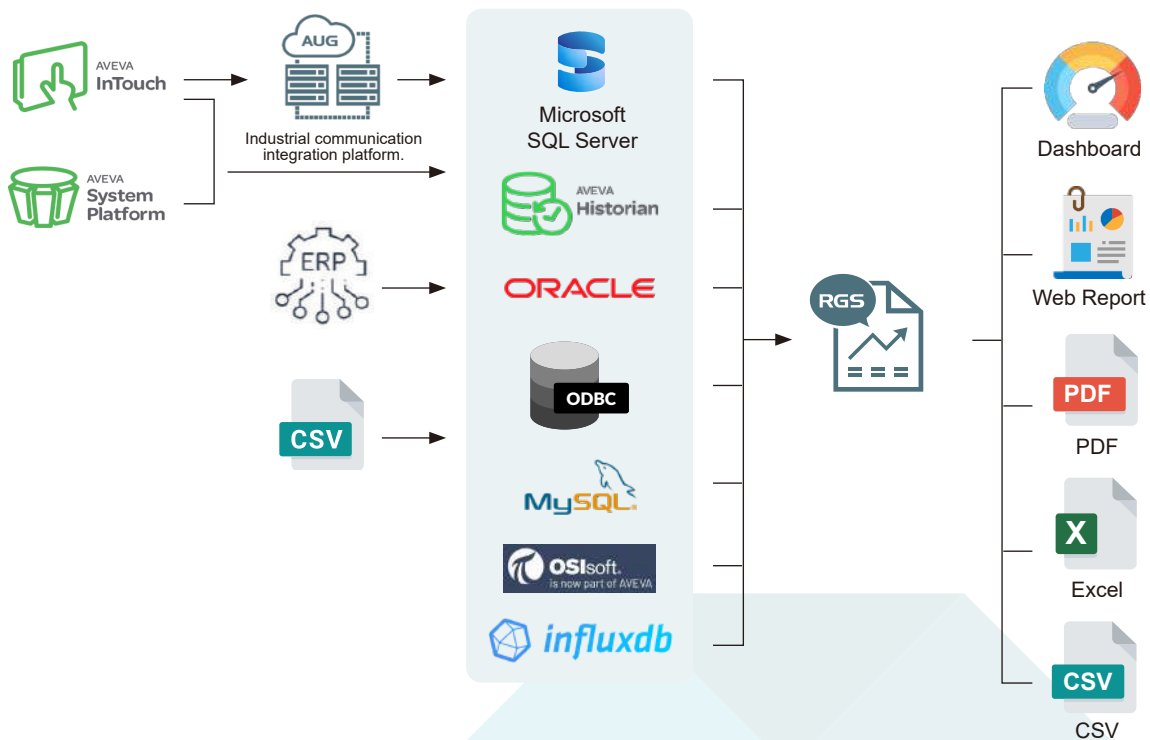 AVEVA
InTouch
AVEVA
System
Platform
AUG
Industrial communication
integration platform.
ERP
CSV
Microsoft
SQL Server
AVEVA
Historian
ORACLE
ODBC
MySQL
OSIsoft.
is now part of AVEVA
influxdb
RGS
Dashboard
Web Report
PDF
PDF
X
Excel
CSV
CSV